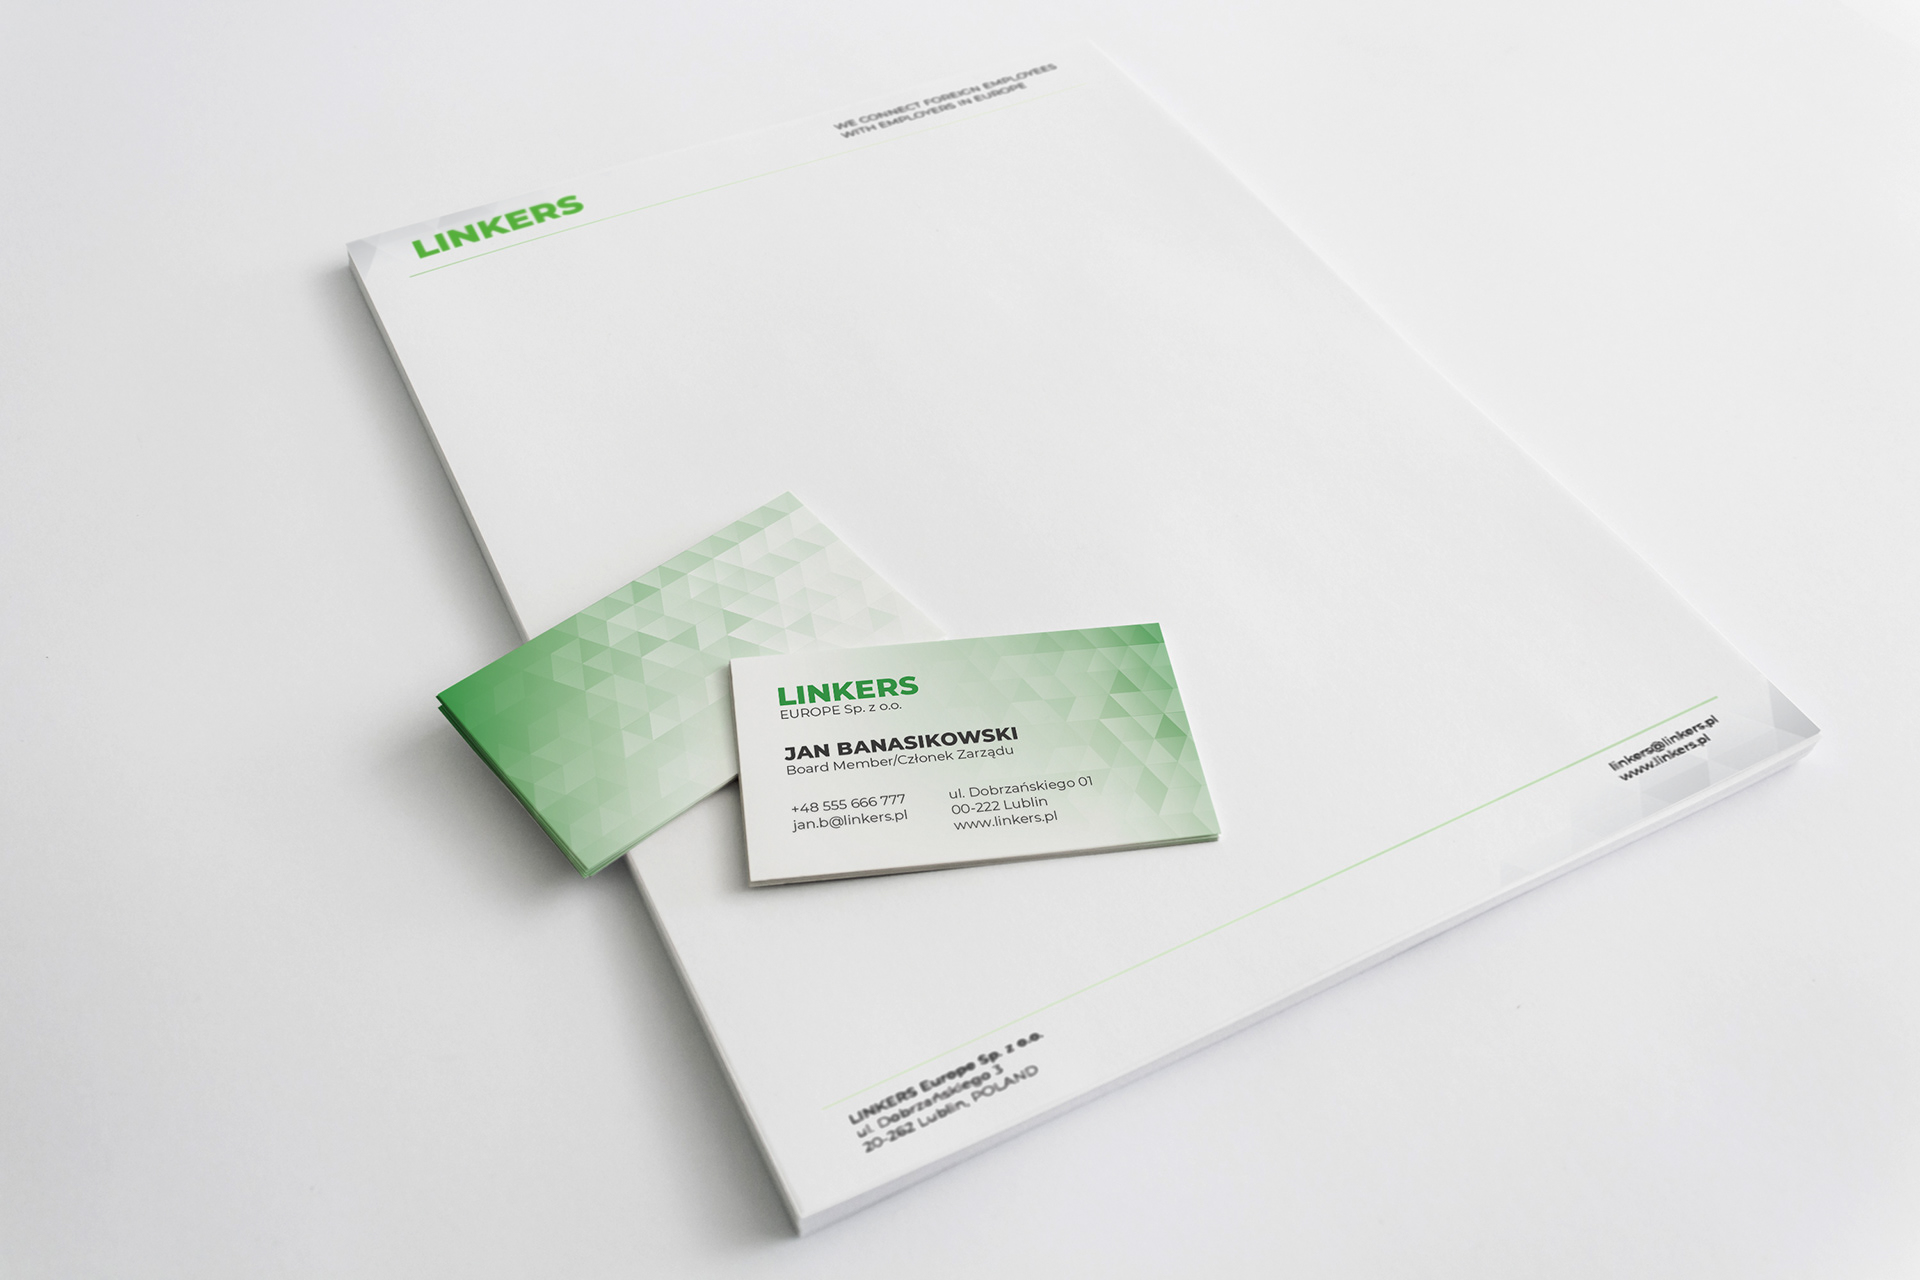 WE CONNECT FOREIGN EMPLOYEES
WITH EMPLOYERS IN EUROPE
LINKERS
LINKERS
EUROPE Sp. z o.o.
JAN BANASIKOWSKI
Board Member/Członek Zarządu
+48 555 666 777
jan.b@linkers.pl
ul. Dobrzańskiego 01
00-222 Lublin
www.linkers.pl
linkers@linkers.pl
www.linkers.pl
LINKERS Europe Sp. z o.o.
ul. Dobrzańskiego 3
20-262 Lublin, POLAND